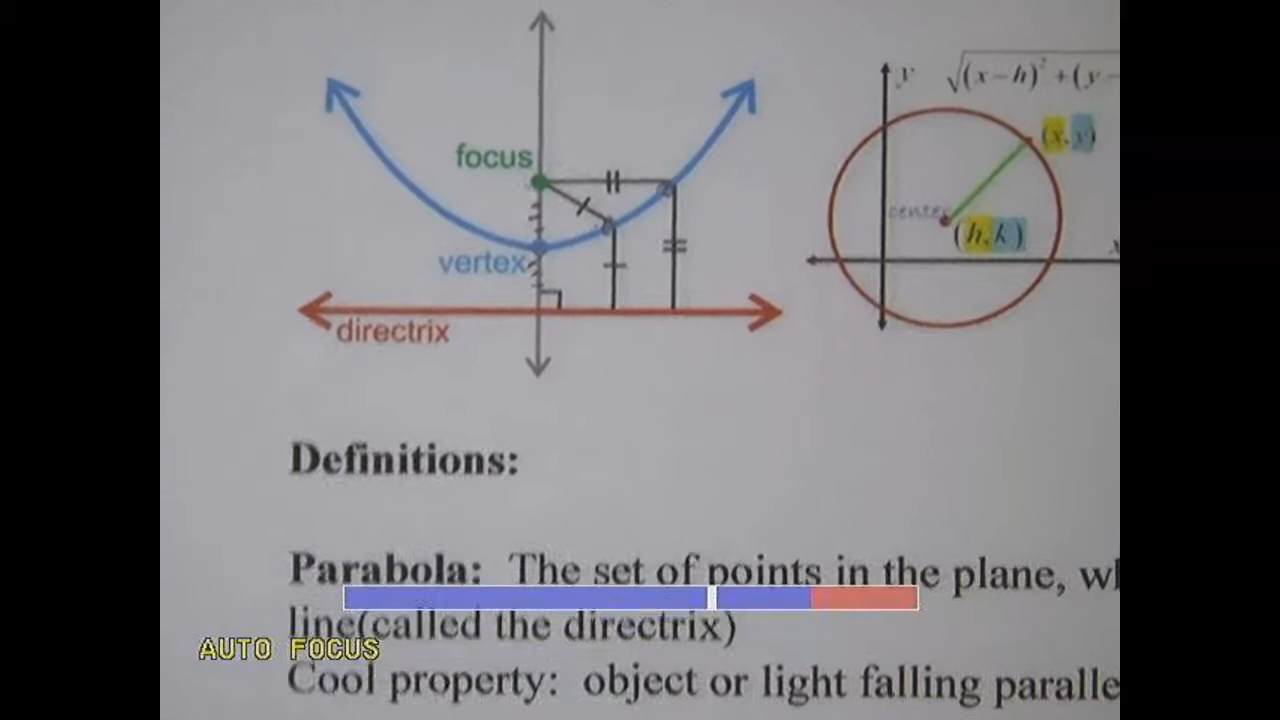 y
√(x−h)² + (y −
(x, y)
focus
center
(h, k)
x
vertex
directrix
Definitions:
Parabola: The set of points in the plane, wh
line(called the directrix)
AUTO FOCUS
Cool property: object or light falling paralle